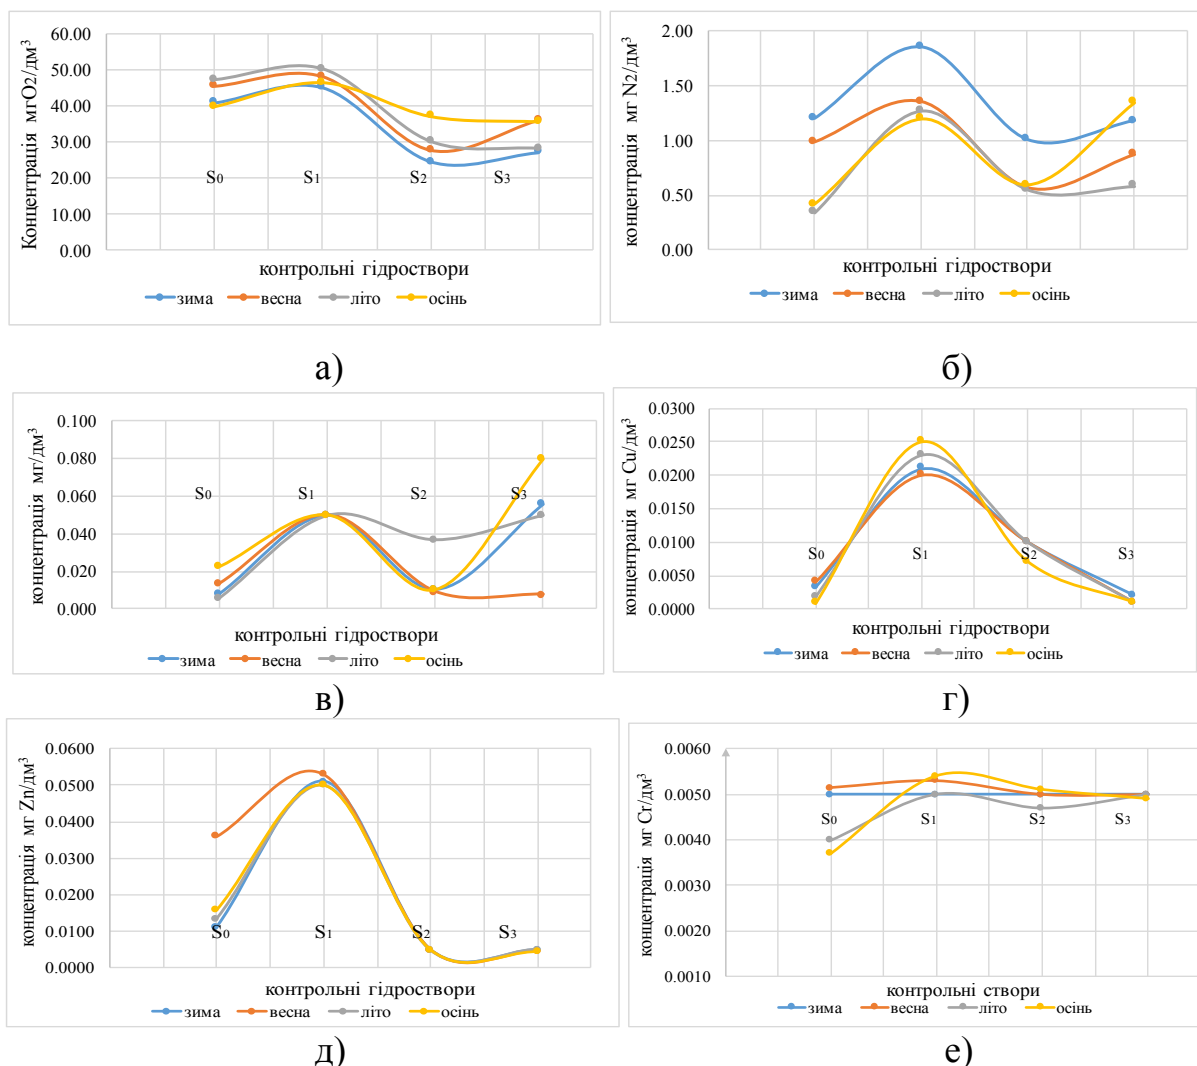 Концентрація мгO2/дм³
60.00
50.00
40.00
30.00
20.00
10.00
0.00
S0 S1 S2 S3
контрольні гідроствори
зима весна літо осінь
а)
концентрація мг N2/дм³
2.00
1.50
1.00
0.50
0.00
контрольні гідроствори
зима весна літо осінь
б)
концентрація мг/дм³
0.100
0.080
0.060
0.040
0.020
0.000
S0 S1 S2 S3
контрольні гідроствори
зима весна літо осінь
в)
концентрація мг Cu/дм³
0.0300
0.0250
0.0200
0.0150
0.0100
0.0050
0.0000
S0 S1 S2 S3
контрольні гідроствори
зима весна літо осінь
г)
концентрація мг Zn/дм³
0.0600
0.0500
0.0400
0.0300
0.0200
0.0100
0.0000
S0 S1 S2 S3
контрольні гідроствори
зима весна літо осінь
д)
концентрація мг Cr/дм³
0.0060
0.0050
0.0040
0.0030
0.0020
0.0010
S0 S1 S2 S3
контрольні створи
зима весна літо осінь
е)